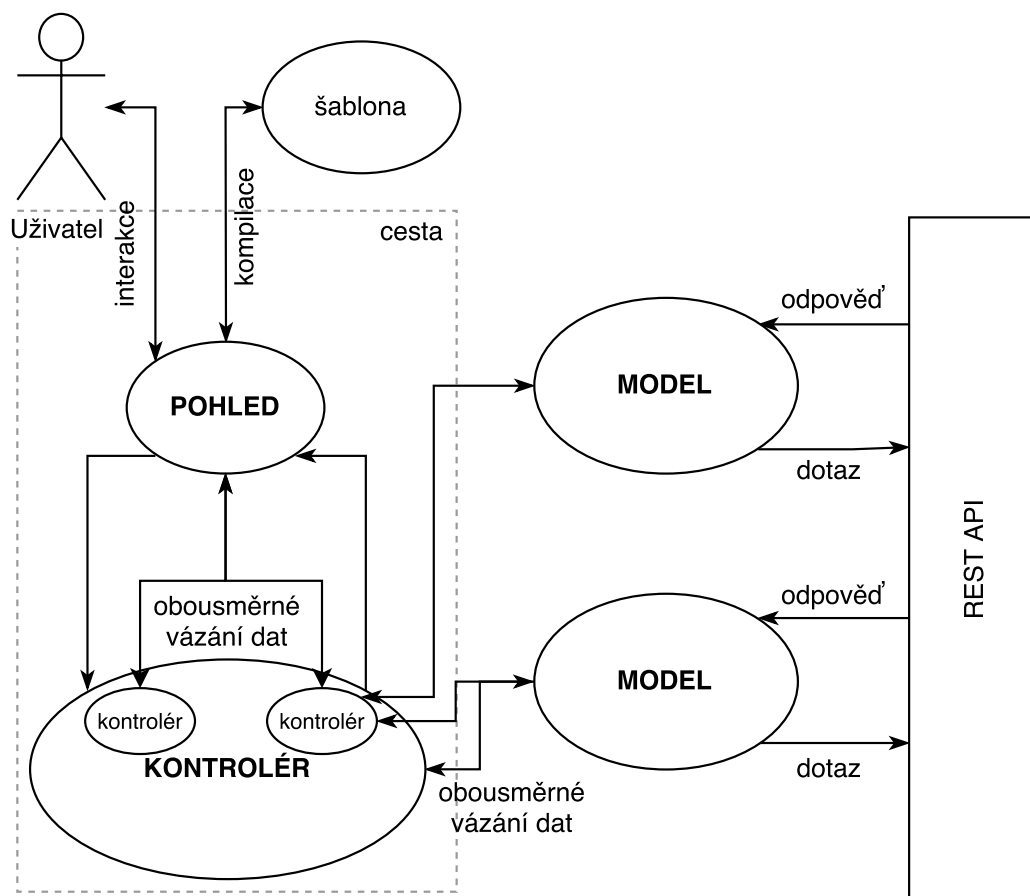 šablona
Uživatel
interakce
kompilace
cesta
odpověď
MODEL
POHLED
dotaz
REST API
odpověď
obousměrné
vázání dat
MODEL
kontrolér
kontrolér
KONTROLÉR
dotaz
obousměrné
vázání dat